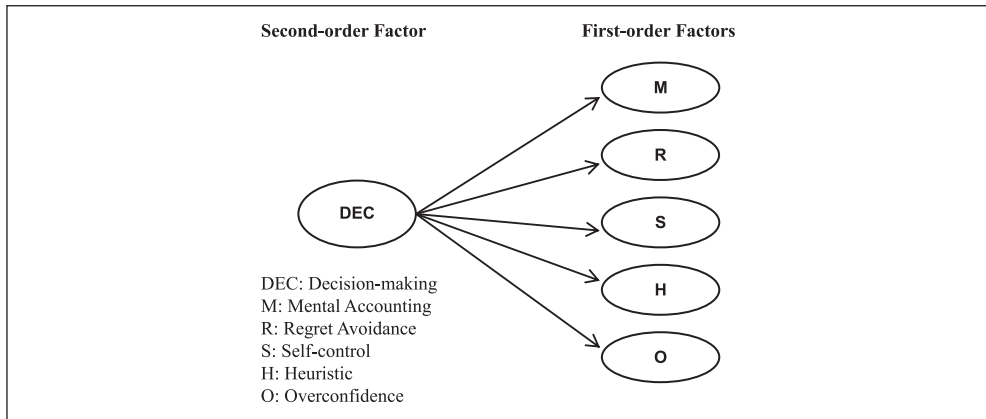 Second-order Factor
First-order Factors
M
R
DEC
S
H
O
DEC: Decision-making
M: Mental Accounting
R: Regret Avoidance
S: Self-control
H: Heuristic
O: Overconfidence